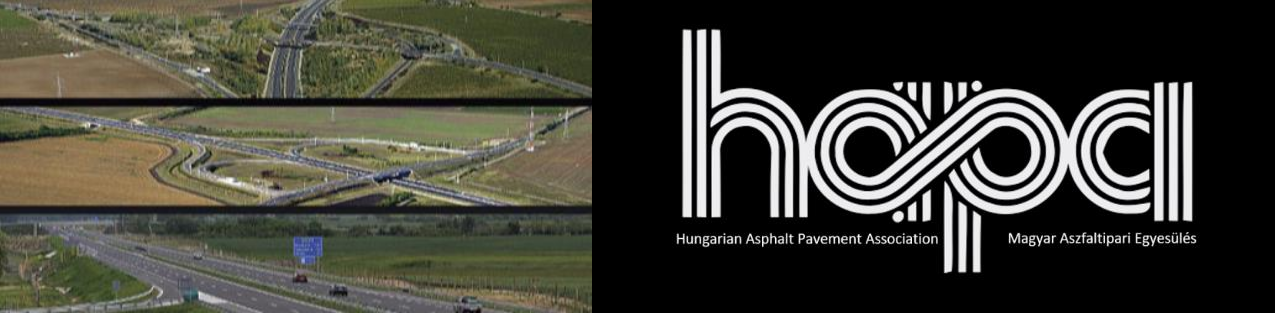 hapa
Hungarian Asphalt Pavement Association
Magyar Aszfaltipari Egyesülés